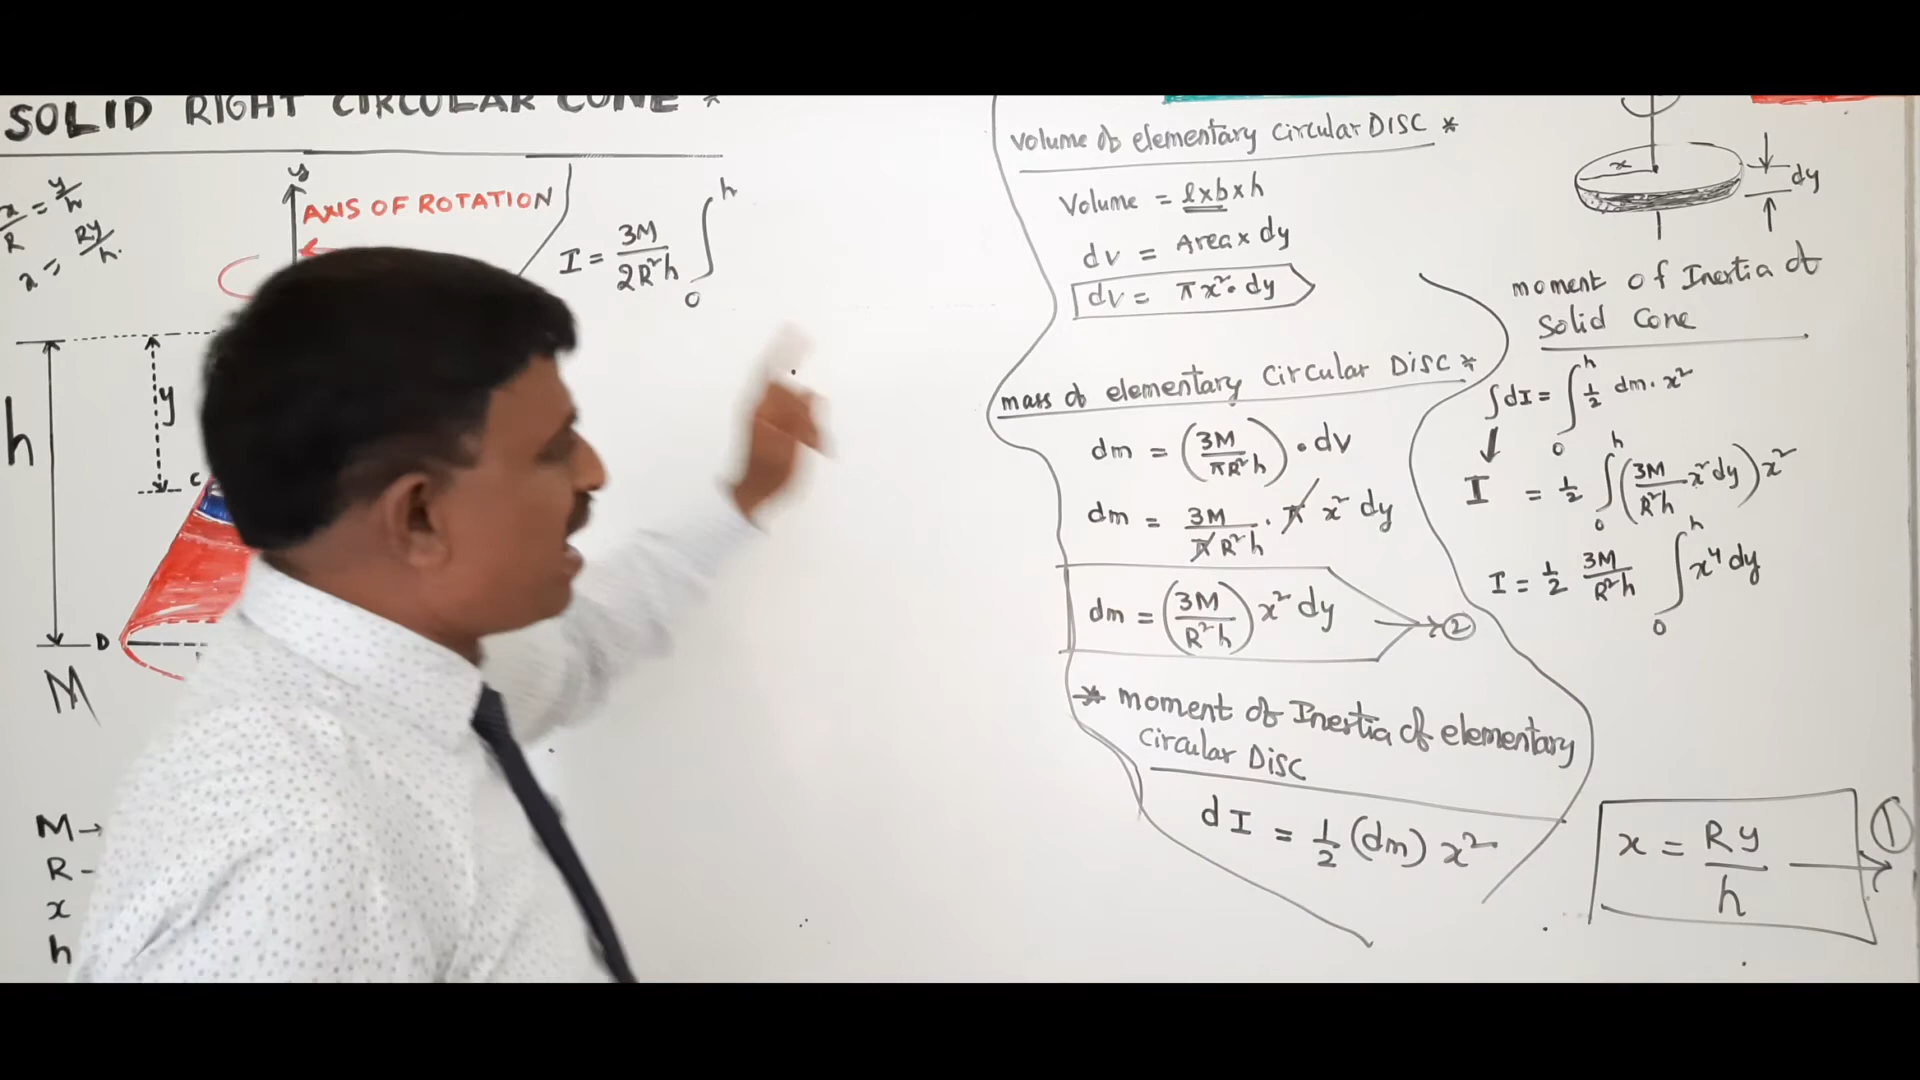 SOLID RIGHT CIRCULAR CONE *
x/R = y/h
x = Ry/h.
y
AXIS OF ROTATION
I = 3M/2R²h ∫₀ʰ
h
y
C
D
M
M →
R -
x
h
Volume of elementary Circular DISC *
Volume = l×b×h
dv = Area × dy
dv = πx²· dy
mass of elementary Circular DISC *
dm = (3M/πR²h) · dv
dm = 3M/πR²h · π x² dy
dm = (3M/R²h) x² dy → 2
* moment of Inertia of elementary
Circular DISC
dI = 1/2 (dm) x²
x
dy
moment of Inertia of
Solid Cone
∫dI = ∫₀ʰ 1/2 dm · x²
I = 1/2 ∫₀ʰ (3M/R²h x² dy) x²
I = 1/2 3M/R²h ∫₀ʰ x⁴ dy
x = Ry/h → 1